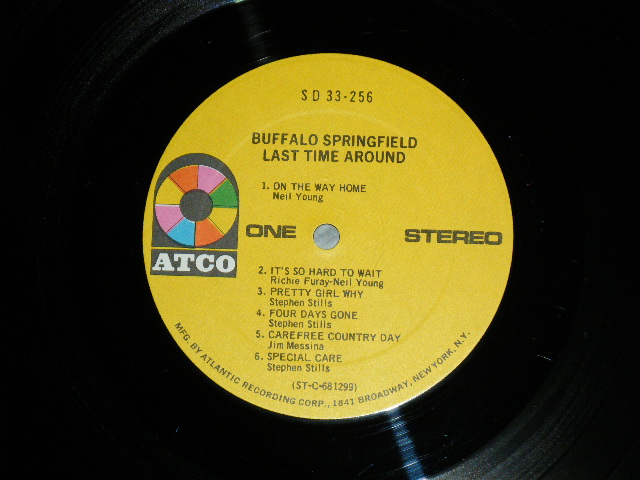 SD 33-256
BUFFALO SPRINGFIELD
LAST TIME AROUND
1. ON THE WAY HOME
Neil Young
ATCO
ONE
STEREO
2. IT'S SO HARD TO WAIT
Richie Furay-Neil Young
3. PRETTY GIRL WHY
Stephen Stills
4. FOUR DAYS GONE
Stephen Stills
5. CAREFREE COUNTRY DAY
Jim Messina
6. SPECIAL CARE
Stephen Stills
(ST-C-681299)
MFG. BY ATLANTIC RECORDING CORP., 1841 BROADWAY, NEW YORK, N.Y.